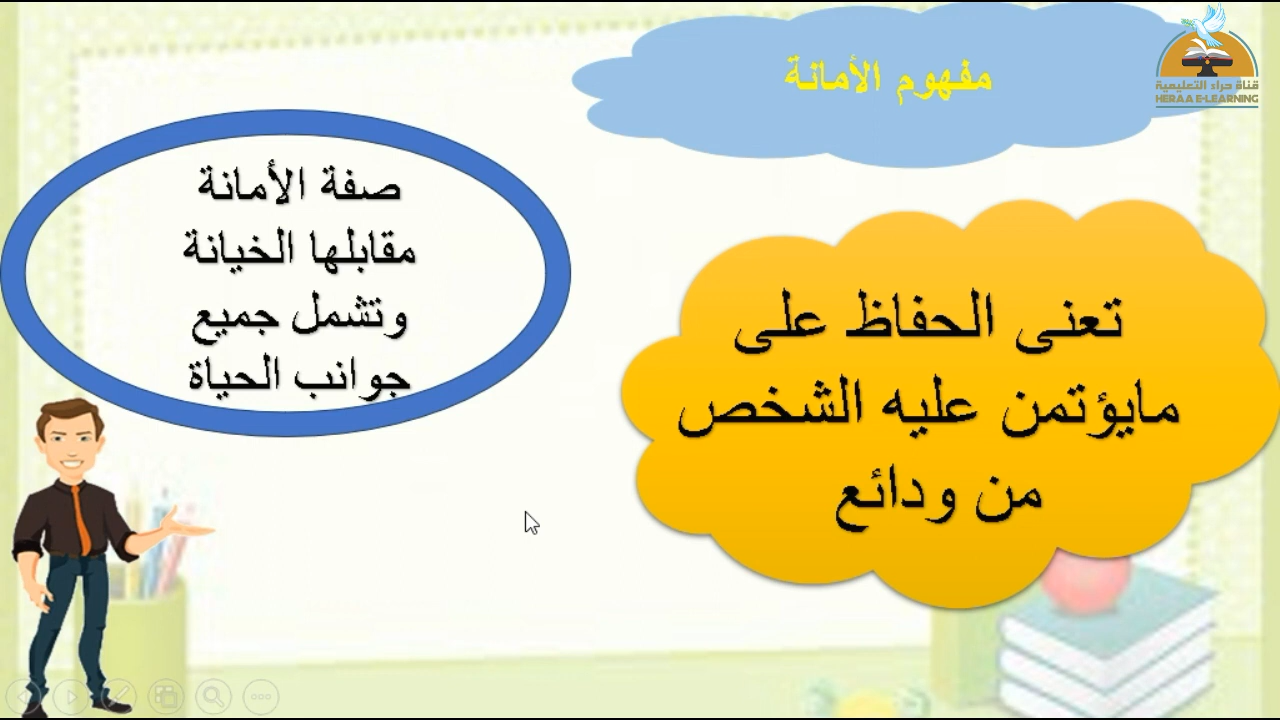 مفهوم الأمانة
قناة حراء التعليمية
HERAA E-LEARNING
تعنى الحفاظ على
مايؤتمن عليه الشخص
من ودائع
صفة الأمانة
مقابلها الخيانة
وتشمل جميع
جوانب الحياة